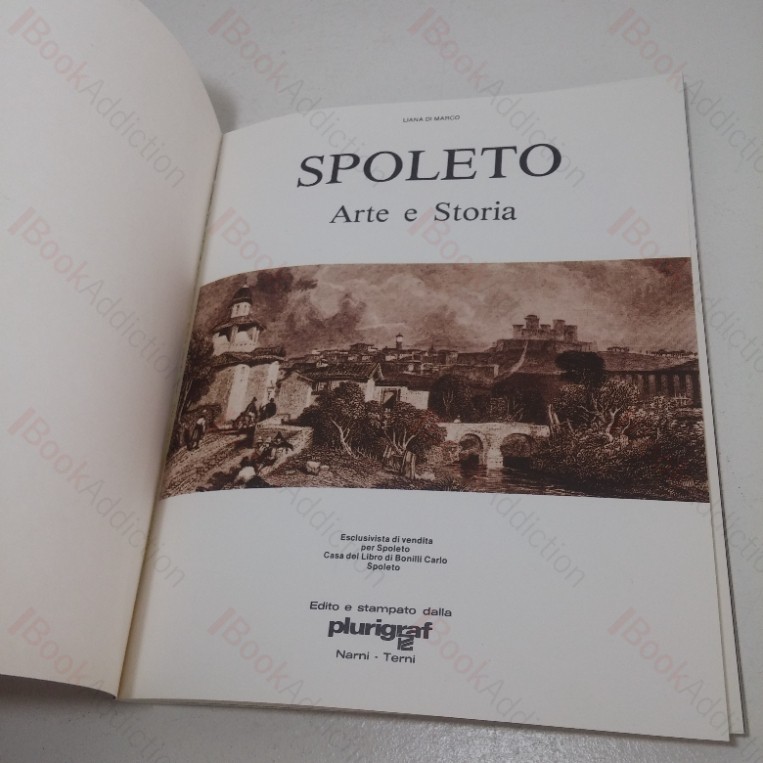 LIANA DI MARCO
SPOLETO
Arte e Storia
Esclusivista di vendita
per Spoleto
Casa del Libro di Bonilli Carlo
Spoleto
Edito e stampato dalla
plurigraf
Narni - Terni
BookAddiction